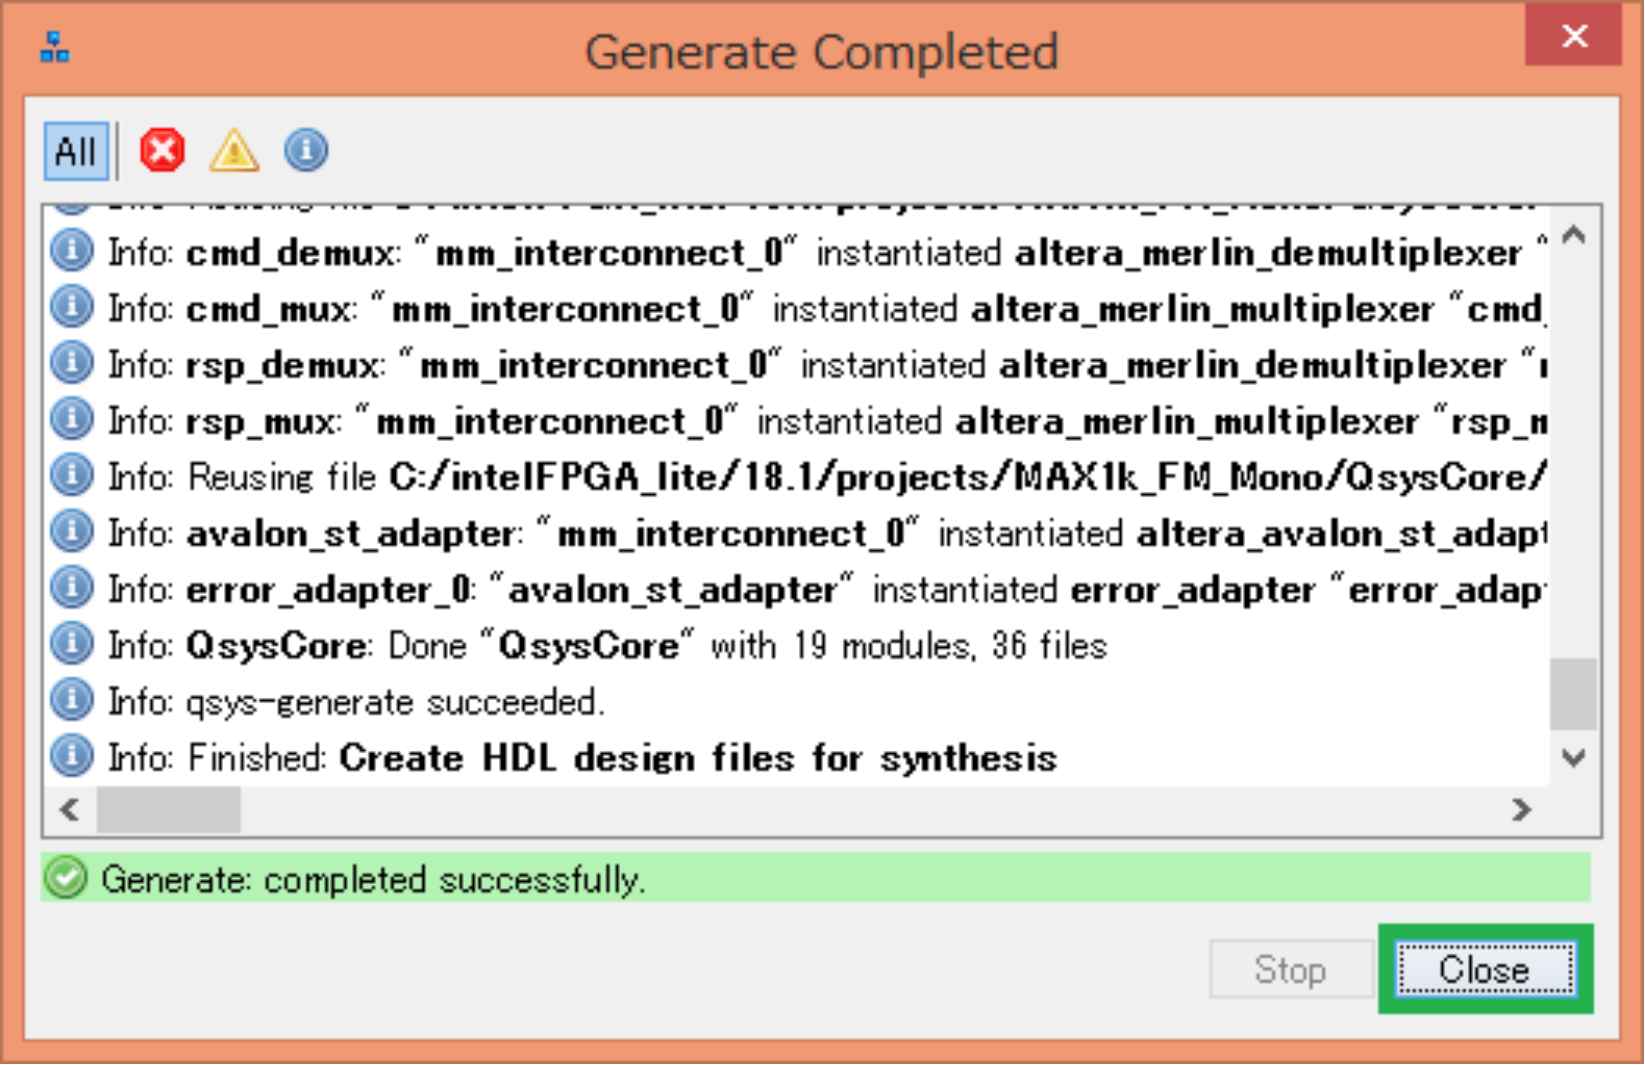 Generate Completed
All
Info: cmd_demux: "mm_interconnect_0" instantiated altera_merlin_demultiplexer "
Info: cmd_mux: "mm_interconnect_0" instantiated altera_merlin_multiplexer "cmd_
Info: rsp_demux: "mm_interconnect_0" instantiated altera_merlin_demultiplexer "
Info: rsp_mux: "mm_interconnect_0" instantiated altera_merlin_multiplexer "rsp_
Info: Reusing file C:/intelFPGA_lite/18.1/projects/MAX1k_FM_Mono/QsysCore/
Info: avalon_st_adapter: "mm_interconnect_0" instantiated altera_avalon_st_adapt
Info: error_adapter_0: "avalon_st_adapter" instantiated error_adapter "error_adap
Info: QsysCore: Done "QsysCore" with 19 modules, 36 files
Info: qsys-generate succeeded.
Info: Finished: Create HDL design files for synthesis
Generate: completed successfully.
Stop
Close